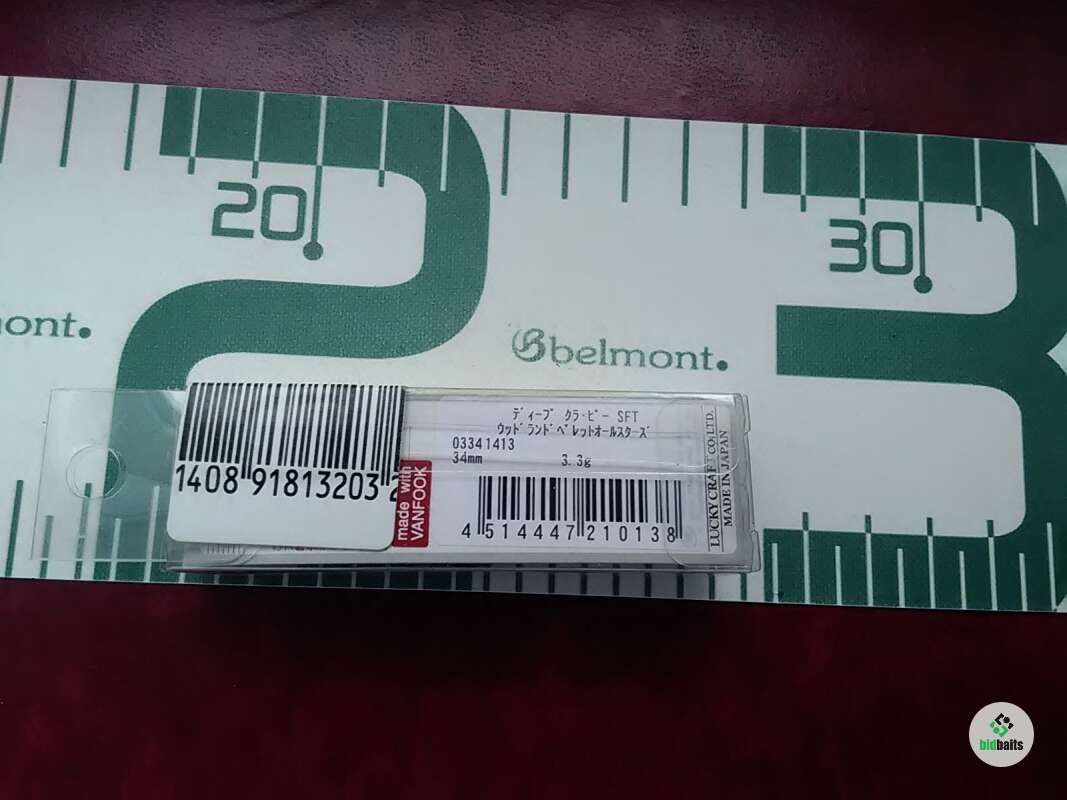 20
30
mont.
belmont.
1408 91813203
made with
VANFOOK
ﾃﾞｨｰﾌﾟ ｸﾗ･ﾋﾟｰ SFT
ｳｯﾄﾞﾗﾝﾄﾞﾍﾟﾚｯﾄｵｰﾙｽﾀｰｽﾞ
03341413
34mm 3.3g
4 514447 210138
LUCKY CRAFT CO.,LTD.
MADE IN JAPAN
bidbaits